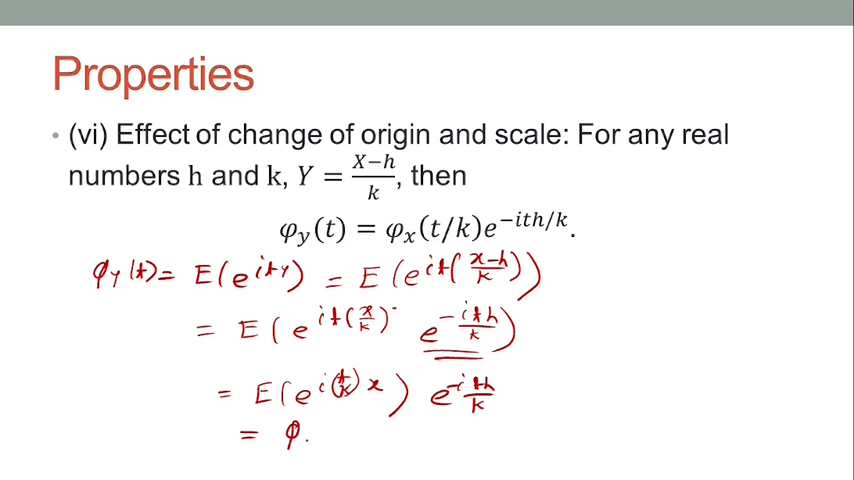 Properties
• (vi) Effect of change of origin and scale: For any real
numbers h and k, Y = (X−h)/k, then
φ_y(t) = φ_x(t/k)e^{−ith/k}.
φ_Y(t) = E(e^{itY}) = E(e^{it((x−h)/k)})
= E(e^{it(x/k)} · e^{−ith/k})
= E(e^{i(t/k)x}) e^{−ith/k}
= φ.